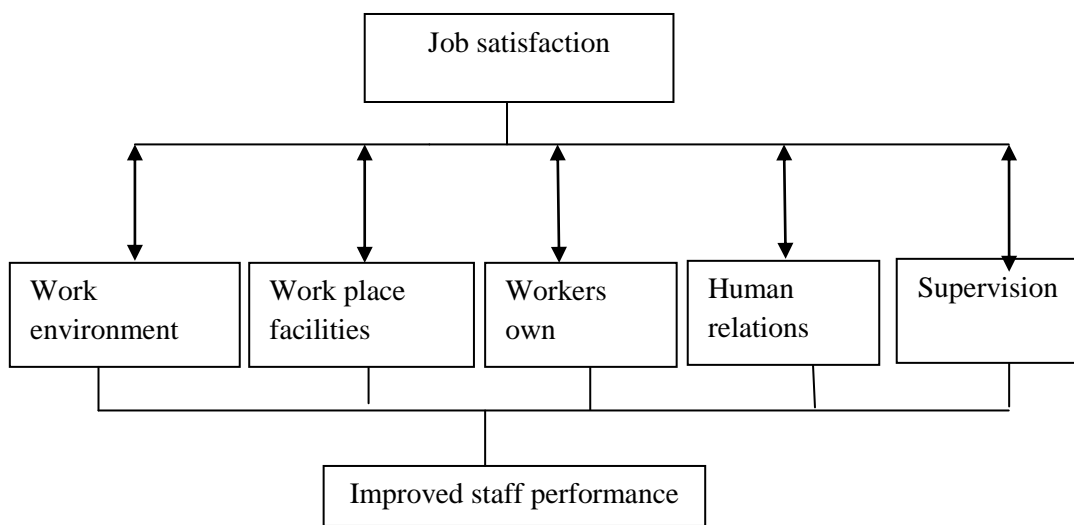 Job satisfaction
Work
environment
Work place
facilities
Workers
own
Human
relations
Supervision
Improved staff performance